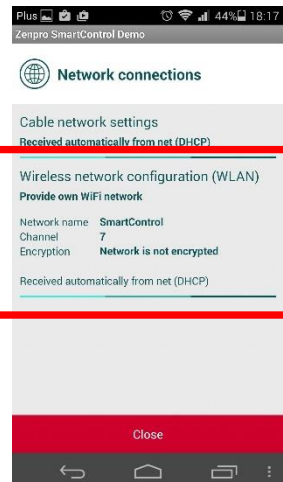 Plus 44% 18:17
Zenpro SmartControl Demo
Network connections
Cable network settings
Received automatically from net (DHCP)
Wireless network configuration (WLAN)
Provide own WiFi network
Network name SmartControl
Channel 7
Encryption Network is not encrypted
Received automatically from net (DHCP)
Close